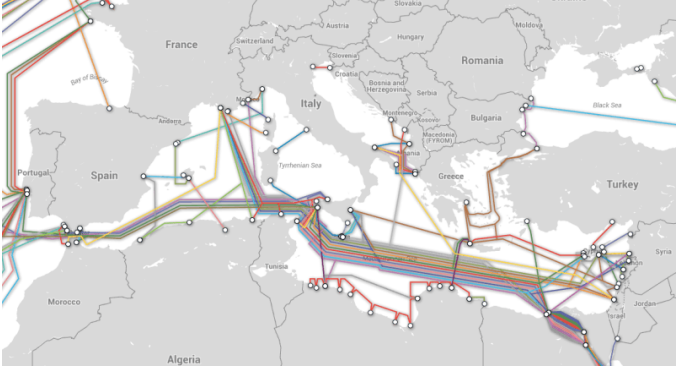 Slovakia
Austria
Moldova
Switzerland
Hungary
France
Slovenia
Romania
Croatia
Bay of Biscay
Bosnia and
Herzegovina
Serbia
Italy
Black Sea
Montenegro
Kosovo
Bulgaria
Andorra
Macedonia
(FYROM)
Portugal
Spain
Tyrrhenian Sea
Greece
Turkey
Syria
Tunisia
Jordan
Israel
Morocco
Algeria